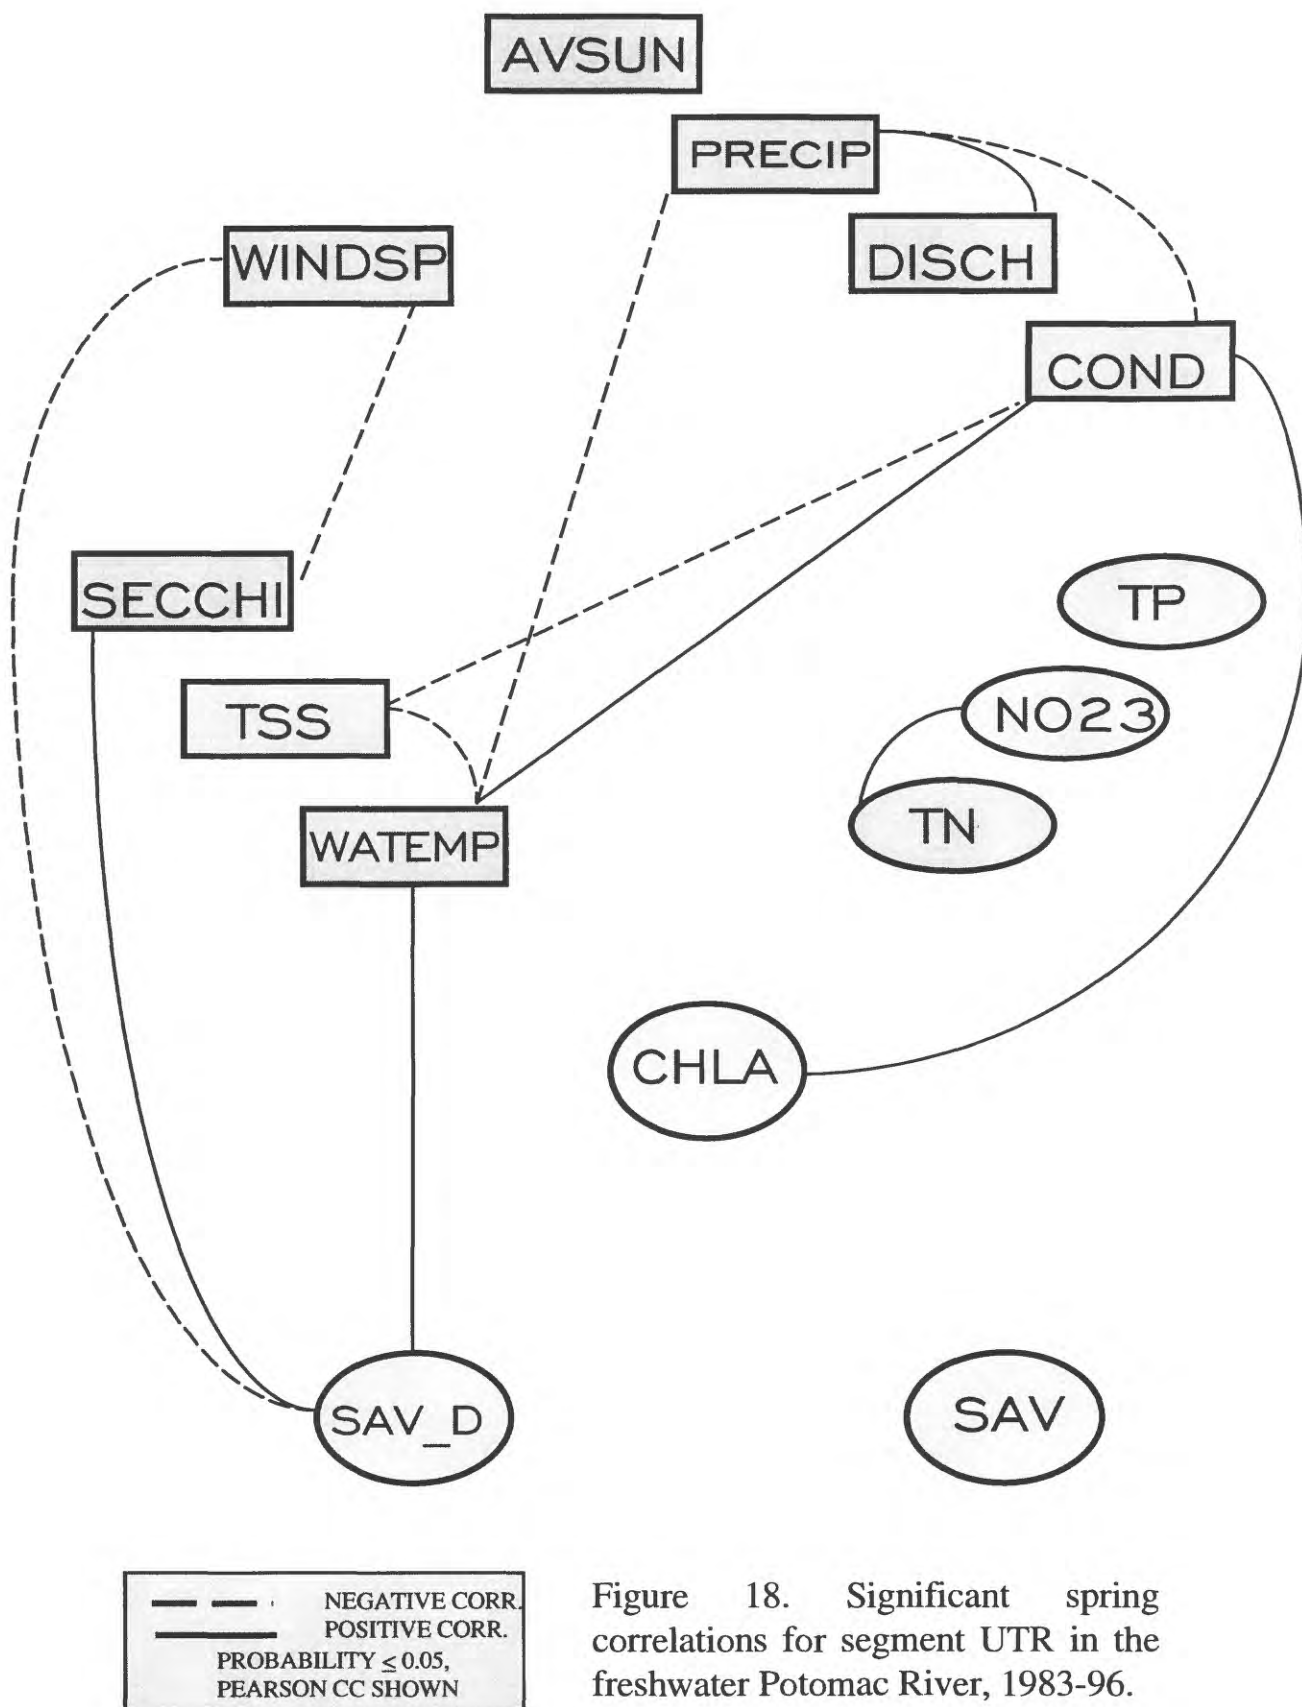 AVSUN
PRECIP
WINDSP
DISCH
COND
SECCHI
TP
TSS
NO23
WATEMP
TN
CHLA
SAV_D
SAV
NEGATIVE CORR.
POSITIVE CORR.
PROBABILITY ≤ 0.05,
PEARSON CC SHOWN
Figure 18. Significant spring
correlations for segment UTR in the
freshwater Potomac River, 1983-96.